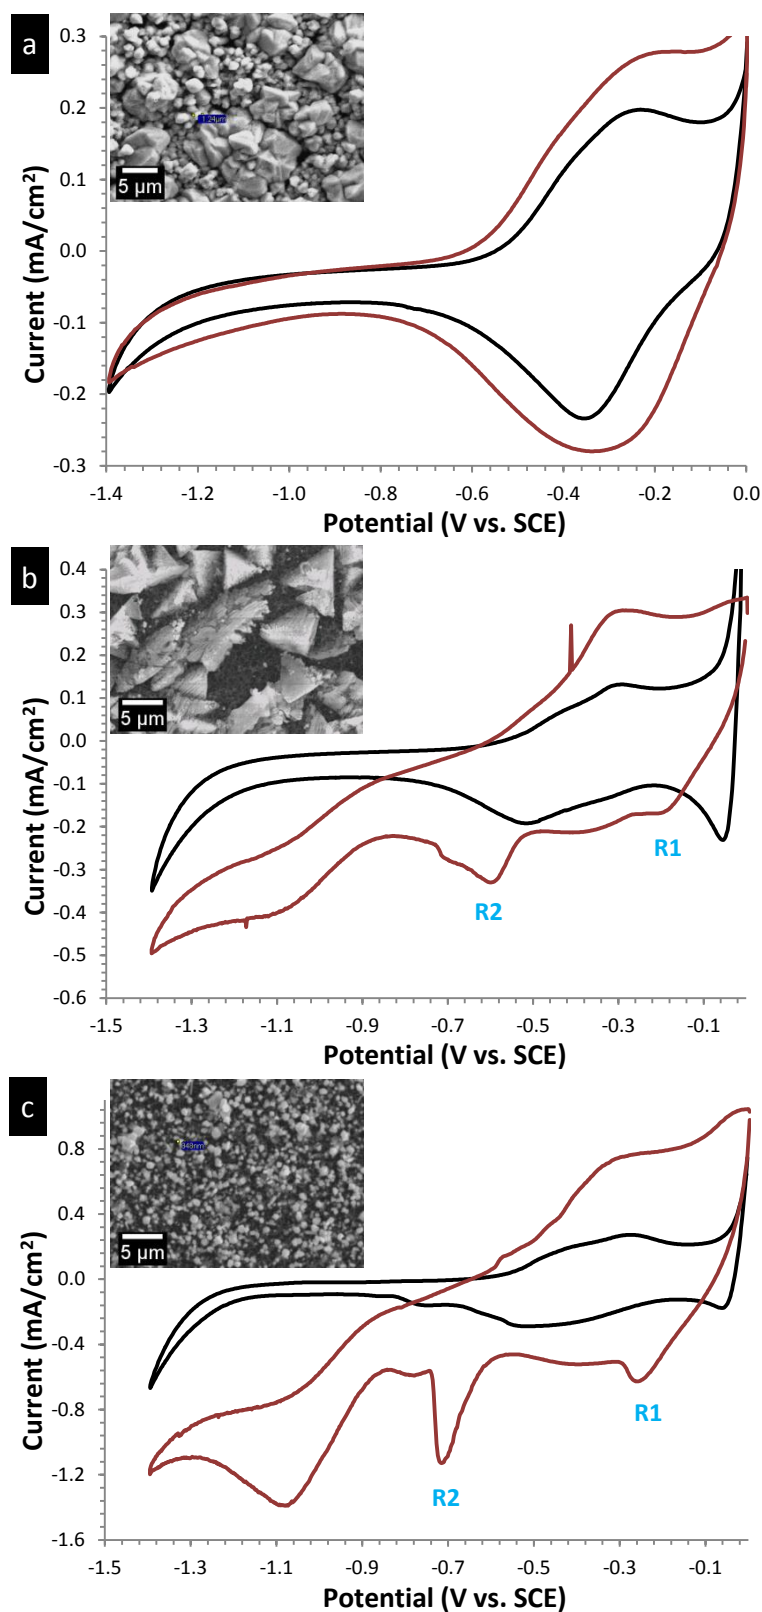 a
0.3
0.2
0.1
0.0
-0.1
-0.2
-0.3
Current (mA/cm²)
1.24µm
5 µm
-1.4 -1.2 -1.0 -0.8 -0.6 -0.4 -0.2 0.0
Potential (V vs. SCE)
b
0.4
0.3
0.2
0.1
0.0
-0.1
-0.2
-0.3
-0.4
-0.5
-0.6
Current (mA/cm²)
5 µm
R1
R2
-1.5 -1.3 -1.1 -0.9 -0.7 -0.5 -0.3 -0.1
Potential (V vs. SCE)
c
0.8
0.4
0.0
-0.4
-0.8
-1.2
-1.6
Current (mA/cm²)
5 µm
R1
R2
-1.5 -1.3 -1.1 -0.9 -0.7 -0.5 -0.3 -0.1
Potential (V vs. SCE)